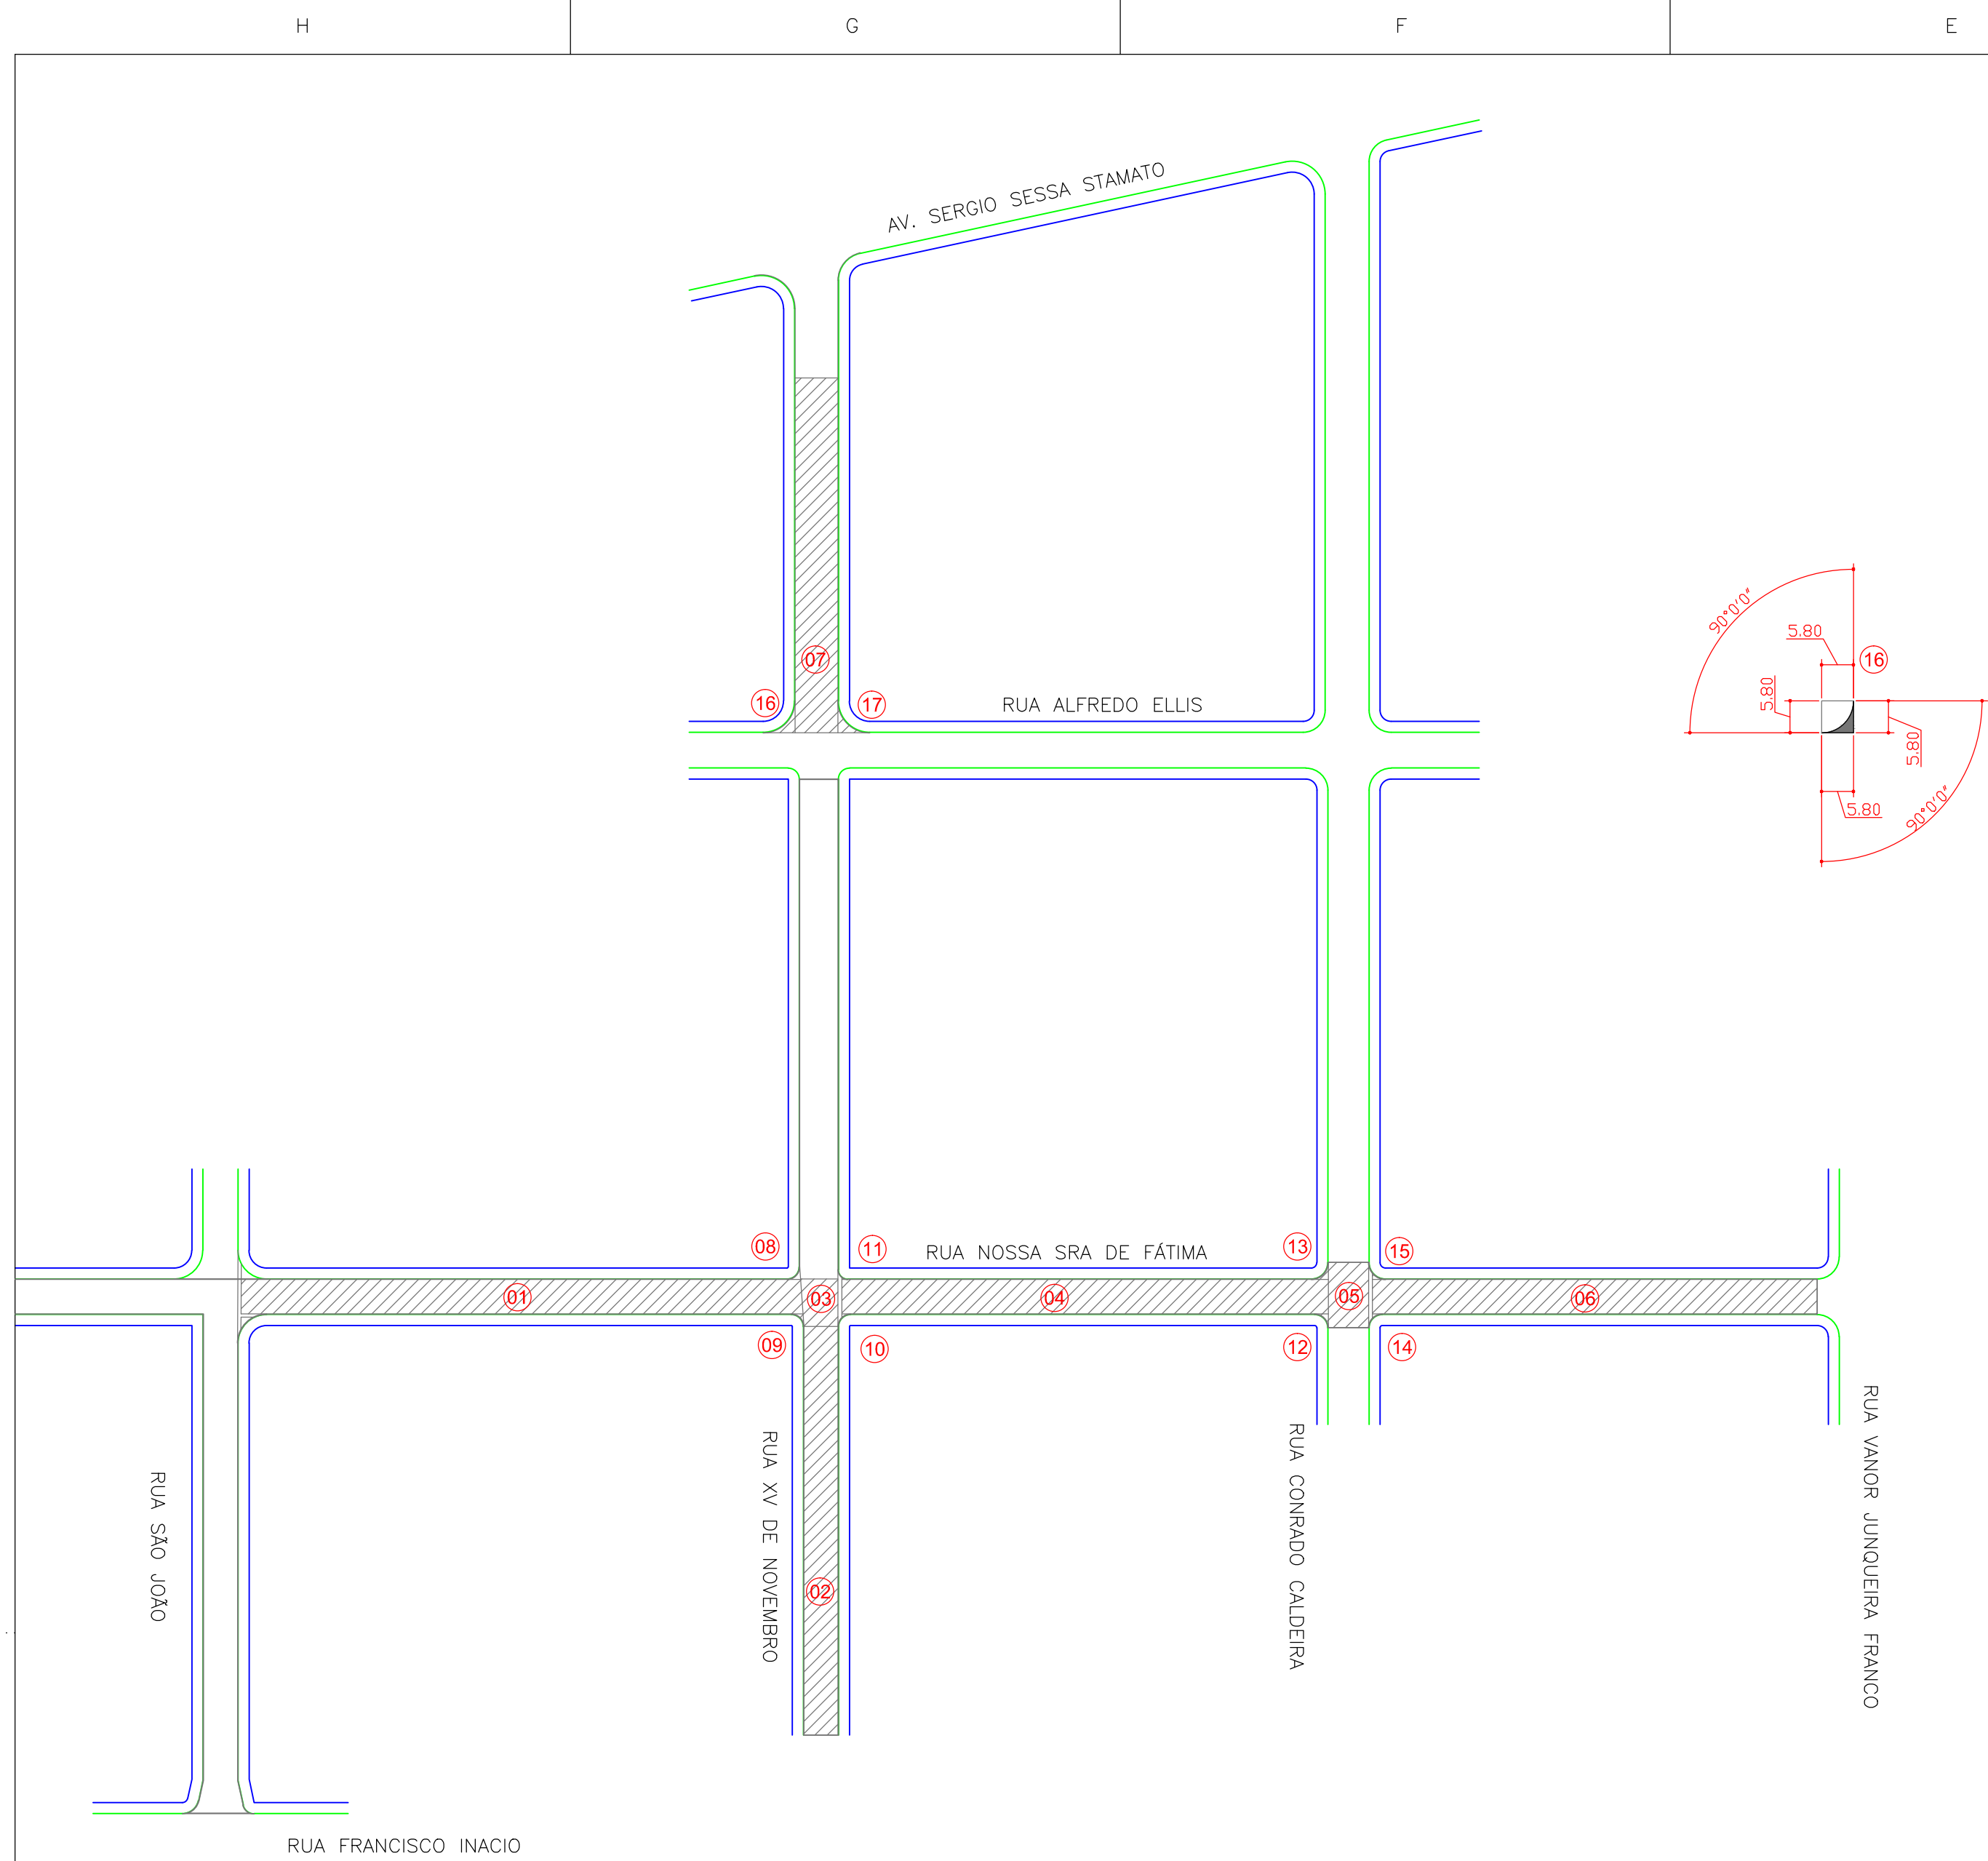 H G F E
AV. SERGIO SESSA STAMATO
90°0'0"
5.80
16
5.80
07
16
17
RUA ALFREDO ELLIS
5.80
5.80
90°0'0"
08
11
RUA NOSSA SRA DE FÁTIMA
13
15
01
03
04
05
06
09
10
12
14
RUA SÃO JOÃO
RUA XV DE NOVEMBRO
02
RUA CONRADO CALDEIRA
RUA VANOR JUNQUEIRA FRANCO
RUA FRANCISCO INACIO